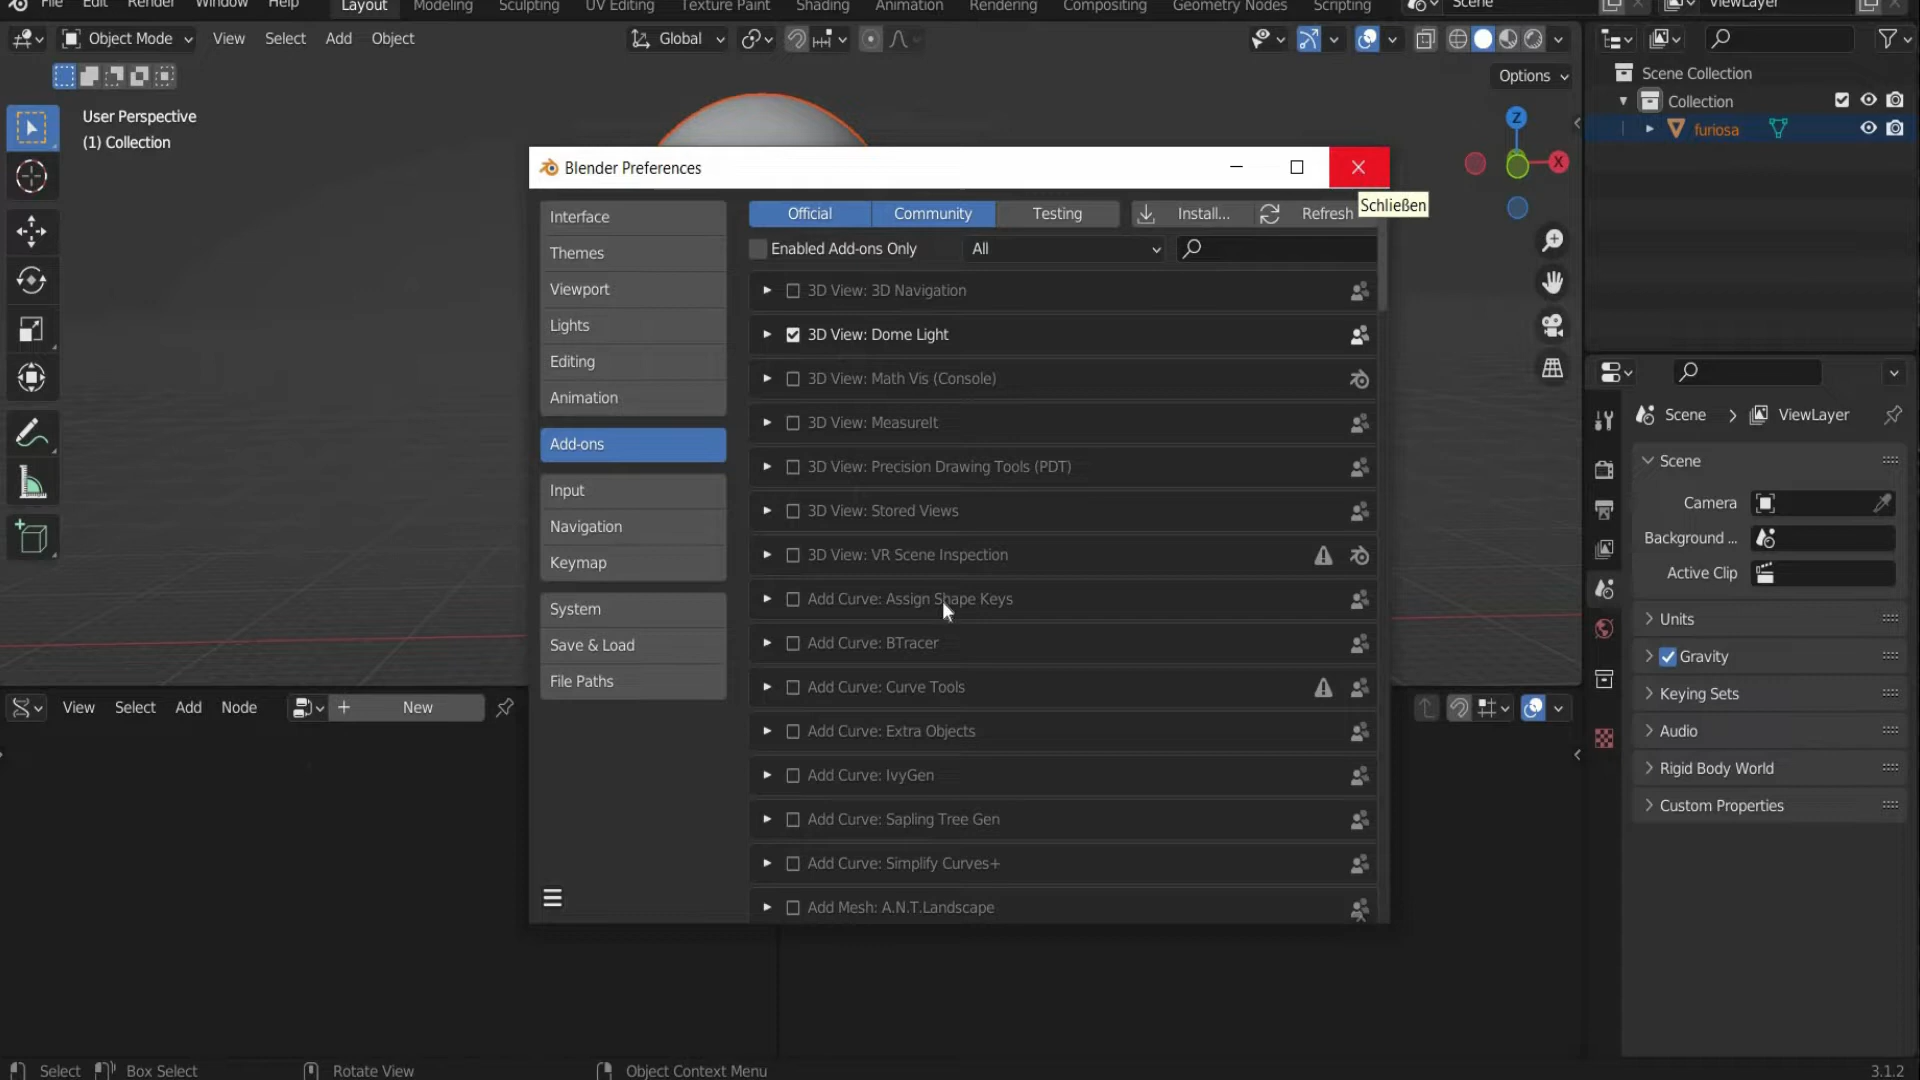 File Edit Render Window Help Layout Modeling Sculpting UV Editing Texture Paint Shading Animation Rendering Compositing Geometry Nodes Scripting Scene ViewLayer
Object Mode View Select Add Object Global
Options
User Perspective
(1) Collection
Z
X
Scene Collection
Collection
furiosa
Blender Preferences
Schließen
Interface
Themes
Viewport
Lights
Editing
Animation
Add-ons
Input
Navigation
Keymap
System
Save & Load
File Paths
Official Community Testing Install... Refresh
Enabled Add-ons Only All
3D View: 3D Navigation
3D View: Dome Light
3D View: Math Vis (Console)
3D View: MeasureIt
3D View: Precision Drawing Tools (PDT)
3D View: Stored Views
3D View: VR Scene Inspection
Add Curve: Assign Shape Keys
Add Curve: BTracer
Add Curve: Curve Tools
Add Curve: Extra Objects
Add Curve: IvyGen
Add Curve: Sapling Tree Gen
Add Curve: Simplify Curves+
Add Mesh: A.N.T.Landscape
Scene ViewLayer
Scene
Camera
Background ...
Active Clip
Units
Gravity
Keying Sets
Audio
Rigid Body World
Custom Properties
View Select Add Node New
Select Box Select Rotate View Object Context Menu 3.1.2